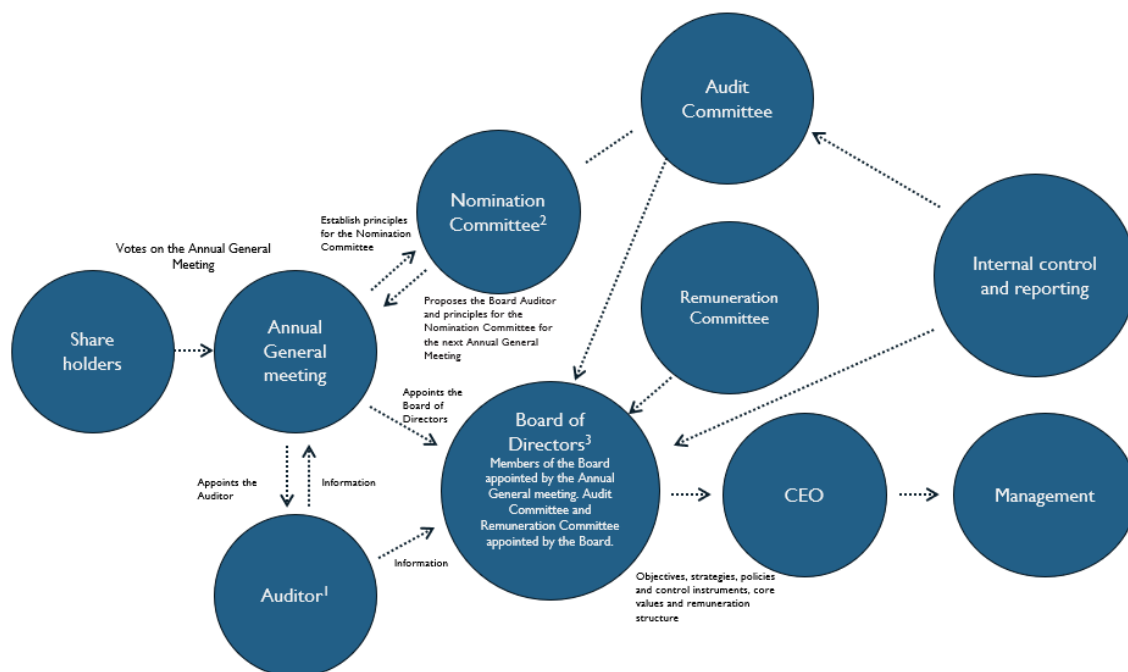 Audit
Committee
Nomination
Committee²
Establish principles
for the Nomination
Committee
Votes on the Annual General
Meeting
Internal control
and reporting
Remuneration
Committee
Proposes the Board Auditor
and principles for the
Nomination Committee for
the next Annual General
Meeting
Share
holders
Annual
General
meeting
Appoints the
Board of
Directors
Board of
Directors³
Members of the Board
appointed by the Annual
General meeting. Audit
Committee and
Remuneration Committee
appointed by the Board.
CEO
Management
Appoints the
Auditor
Information
Information
Auditor¹
Objectives, strategies, policies
and control instruments, core
values and remuneration
structure